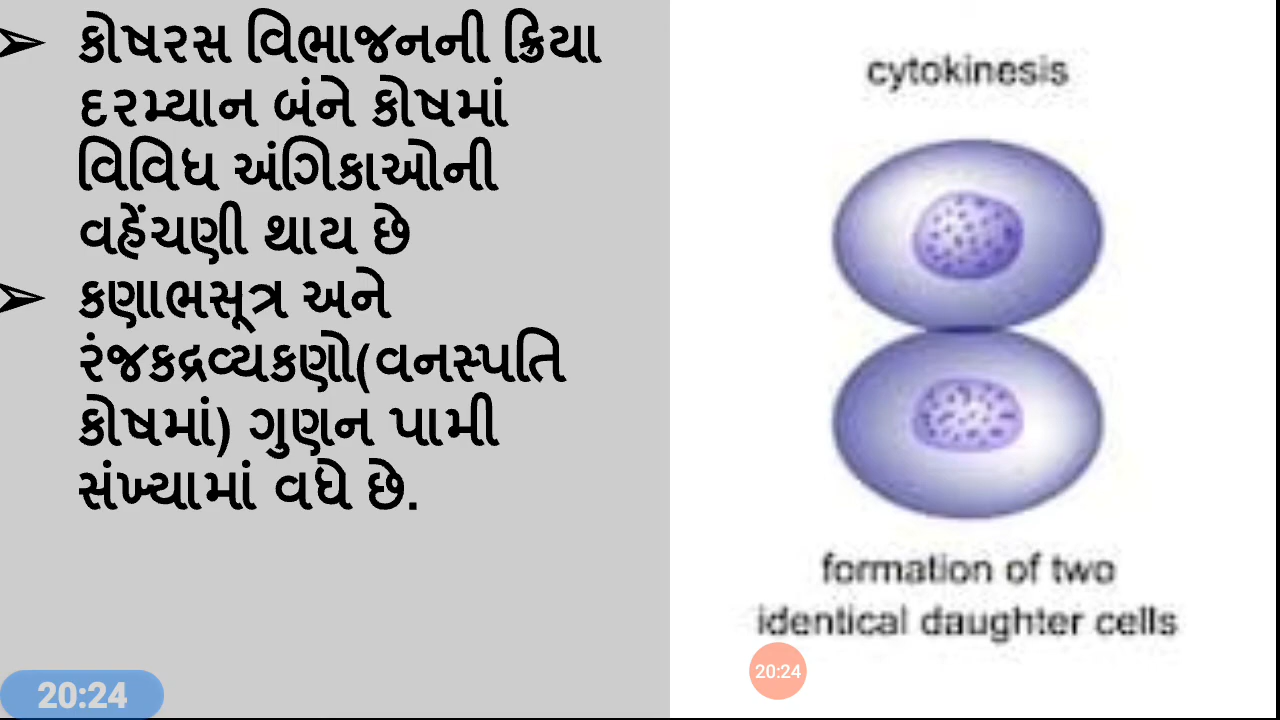 ➢ કોષરસ વિભાજનની ક્રિયા
દરમ્યાન બંને કોષમાં
વિવિધ અંગિકાઓની
વહેંચણી થાય છે
➢ કણાભસૂત્ર અને
રંજકદ્રવ્યકણો(વનસ્પતિ
કોષમાં) ગુણન પામી
સંખ્યામાં વધે છે.
20:24
cytokinesis
formation of two
identical daughter cells
20:24